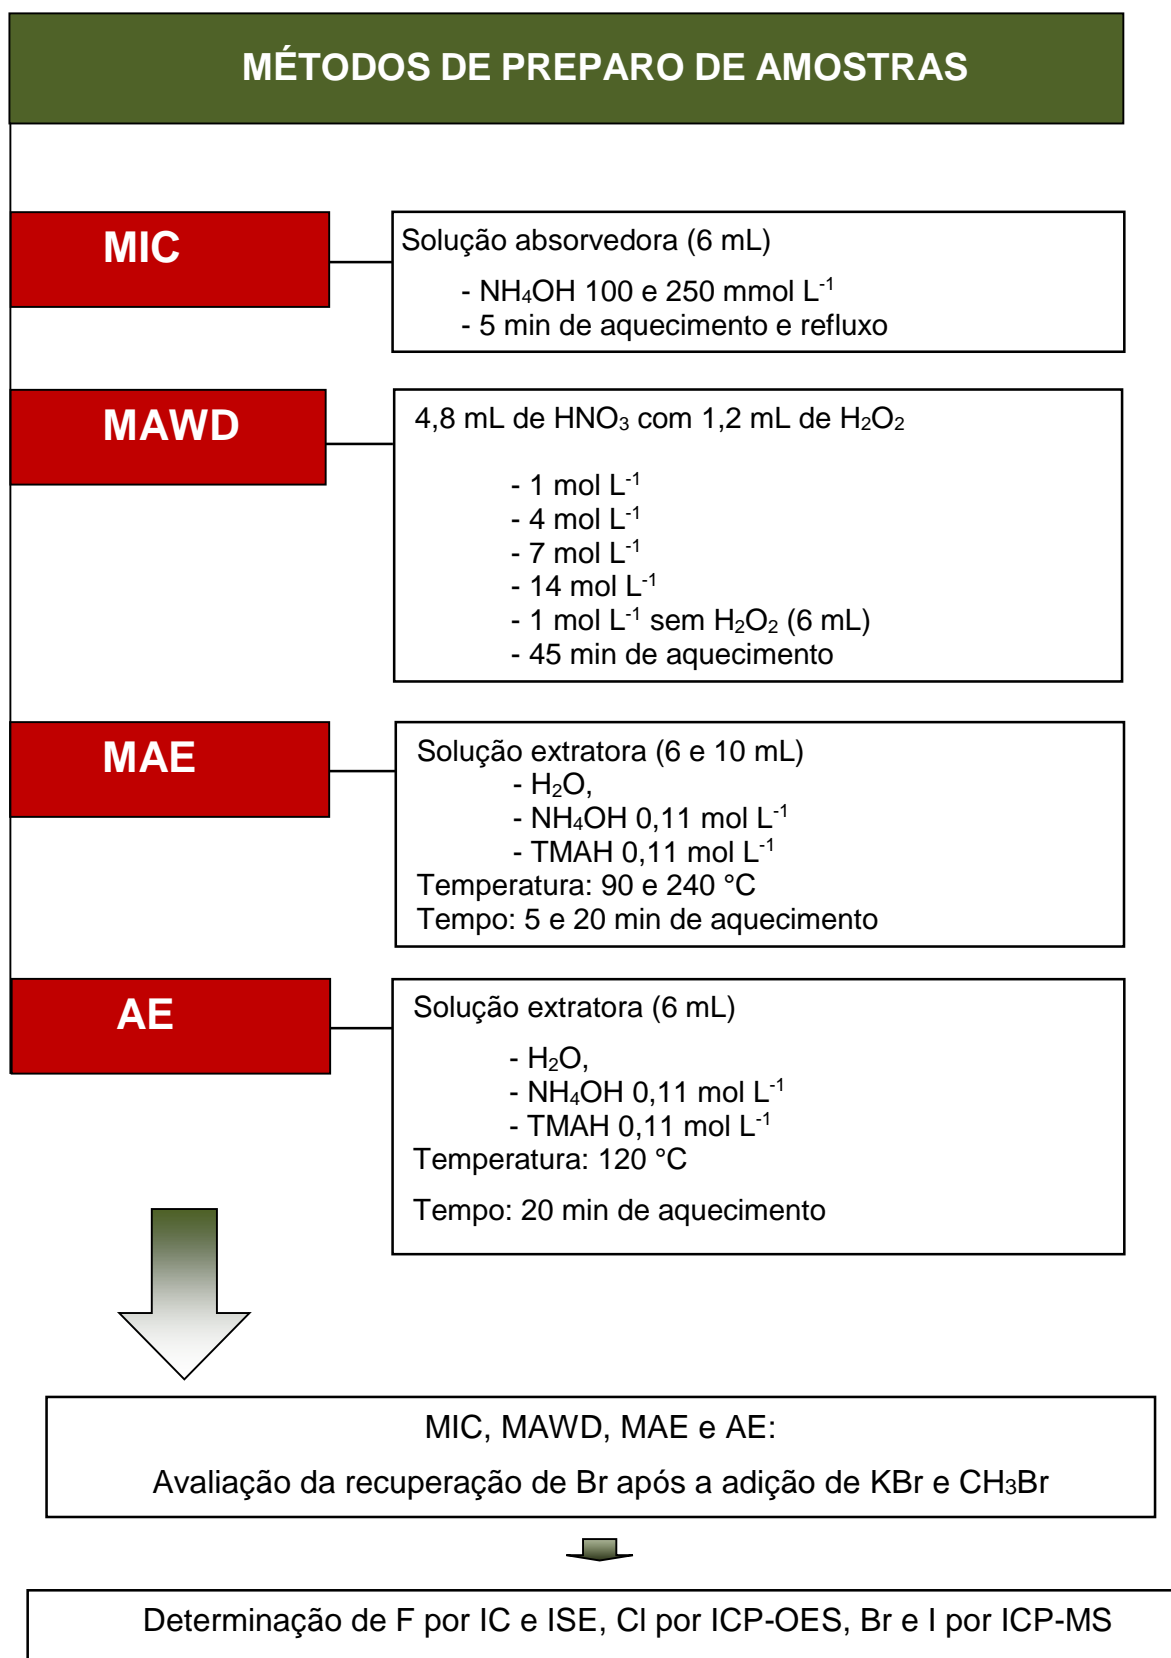 MÉTODOS DE PREPARO DE AMOSTRAS
MIC
Solução absorvedora (6 mL)
- NH₄OH 100 e 250 mmol L⁻¹
- 5 min de aquecimento e refluxo
MAWD
4,8 mL de HNO₃ com 1,2 mL de H₂O₂
- 1 mol L⁻¹
- 4 mol L⁻¹
- 7 mol L⁻¹
- 14 mol L⁻¹
- 1 mol L⁻¹ sem H₂O₂ (6 mL)
- 45 min de aquecimento
MAE
Solução extratora (6 e 10 mL)
- H₂O,
- NH₄OH 0,11 mol L⁻¹
- TMAH 0,11 mol L⁻¹
Temperatura: 90 e 240 °C
Tempo: 5 e 20 min de aquecimento
AE
Solução extratora (6 mL)
- H₂O,
- NH₄OH 0,11 mol L⁻¹
- TMAH 0,11 mol L⁻¹
Temperatura: 120 °C
Tempo: 20 min de aquecimento
MIC, MAWD, MAE e AE:
Avaliação da recuperação de Br após a adição de KBr e CH₃Br
Determinação de F por IC e ISE, Cl por ICP-OES, Br e I por ICP-MS